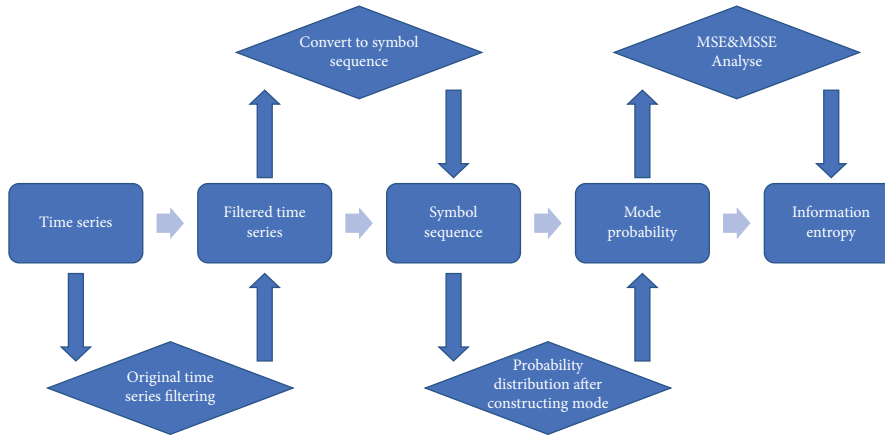 Convert to symbol
sequence
MSE&MSSE
Analyse
Time series
Filtered time
series
Symbol
sequence
Mode
probability
Information
entropy
Original time
series filtering
Probability
distribution after
constructing mode